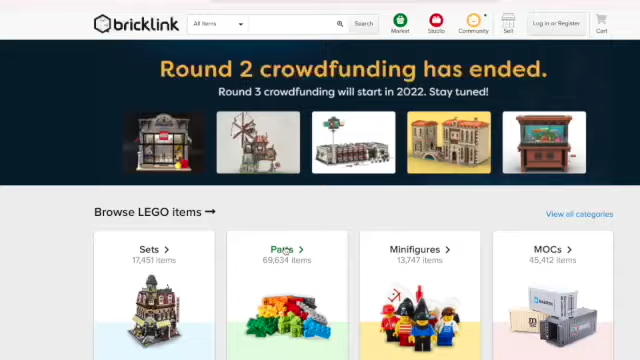 bricklink
All Items
Search
Market
Studio
Community
Sell
Log in or Register
Cart
Round 2 crowdfunding has ended.
Round 3 crowdfunding will start in 2022. Stay tuned!
Browse LEGO items
View all categories
Sets
17,451 items
Parts
69,634 items
Minifigures
13,747 items
MOCs
45,412 items